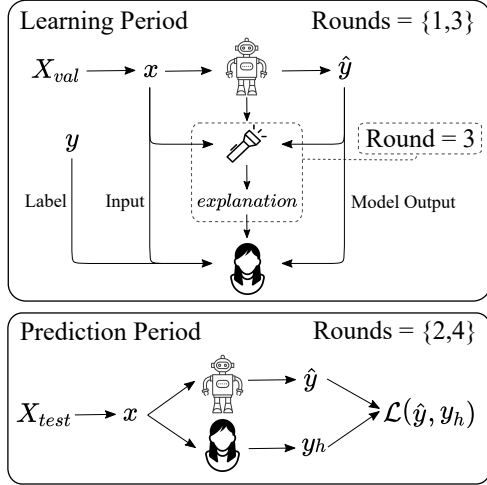 Learning Period Rounds = {1,3}
X_val x ŷ
y Round = 3
Label Input explanation Model Output
Prediction Period Rounds = {2,4}
ŷ
X_test x ℒ(ŷ, y_h)
y_h